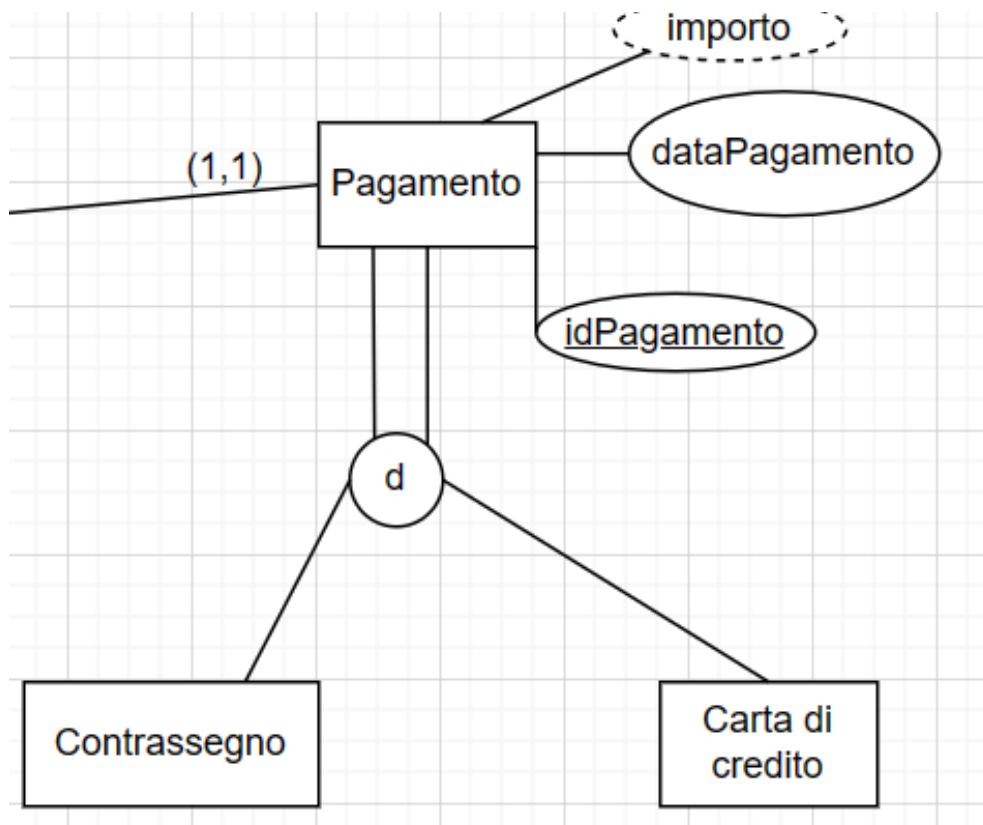 importo
dataPagamento
(1,1)
Pagamento
idPagamento
d
Contrassegno
Carta di
credito